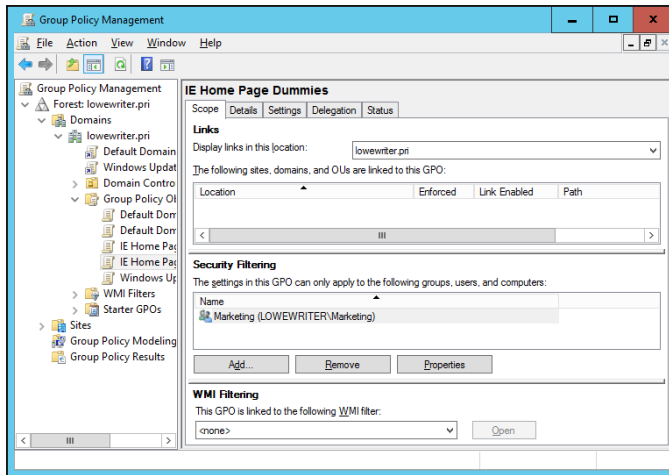 Group Policy Management
File Action View Window Help
Group Policy Management
Forest: lowewriter.pri
Domains
lowewriter.pri
Default Domain
Windows Updat
Domain Contro
Group Policy Ob
Default Dom
Default Dom
IE Home Pag
IE Home Pag
Windows Up
WMI Filters
Starter GPOs
Sites
Group Policy Modeling
Group Policy Results
IE Home Page Dummies
Scope Details Settings Delegation Status
Links
Display links in this location: lowewriter.pri
The following sites, domains, and OUs are linked to this GPO:
Location Enforced Link Enabled Path
Security Filtering
The settings in this GPO can only apply to the following groups, users, and computers:
Name
Marketing (LOWEWRITER\Marketing)
Add... Remove Properties
WMI Filtering
This GPO is linked to the following WMI filter:
<none> Open